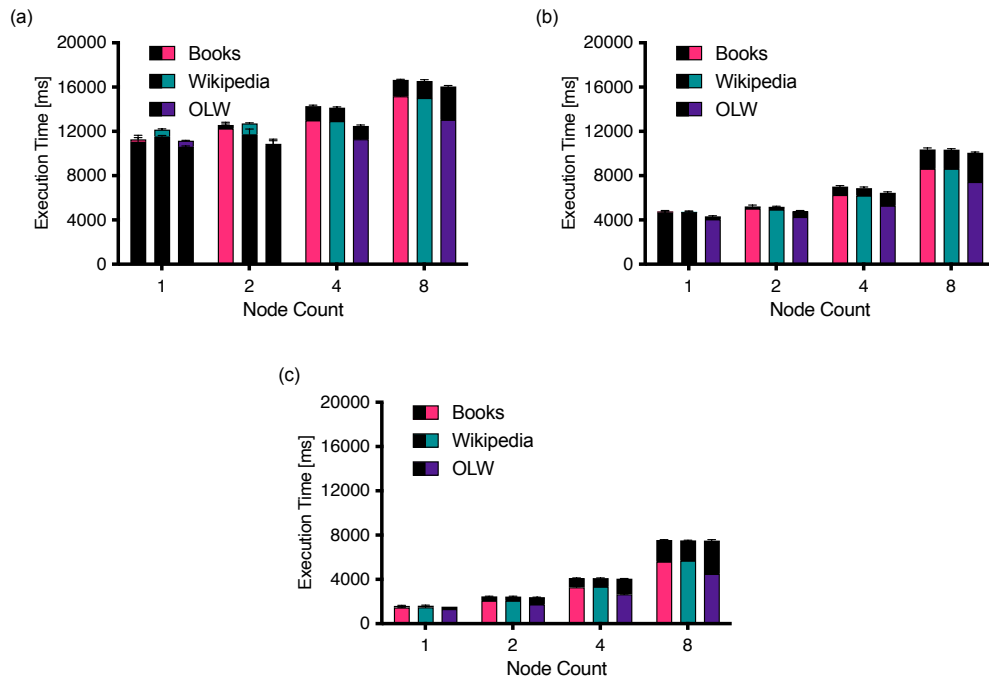 (a)
Execution Time [ms]
20000
16000
12000
8000
4000
0
Books
Wikipedia
OLW
1 2 4 8
Node Count
(b)
Execution Time [ms]
20000
16000
12000
8000
4000
0
Books
Wikipedia
OLW
1 2 4 8
Node Count
(c)
Execution Time [ms]
20000
16000
12000
8000
4000
0
Books
Wikipedia
OLW
1 2 4 8
Node Count